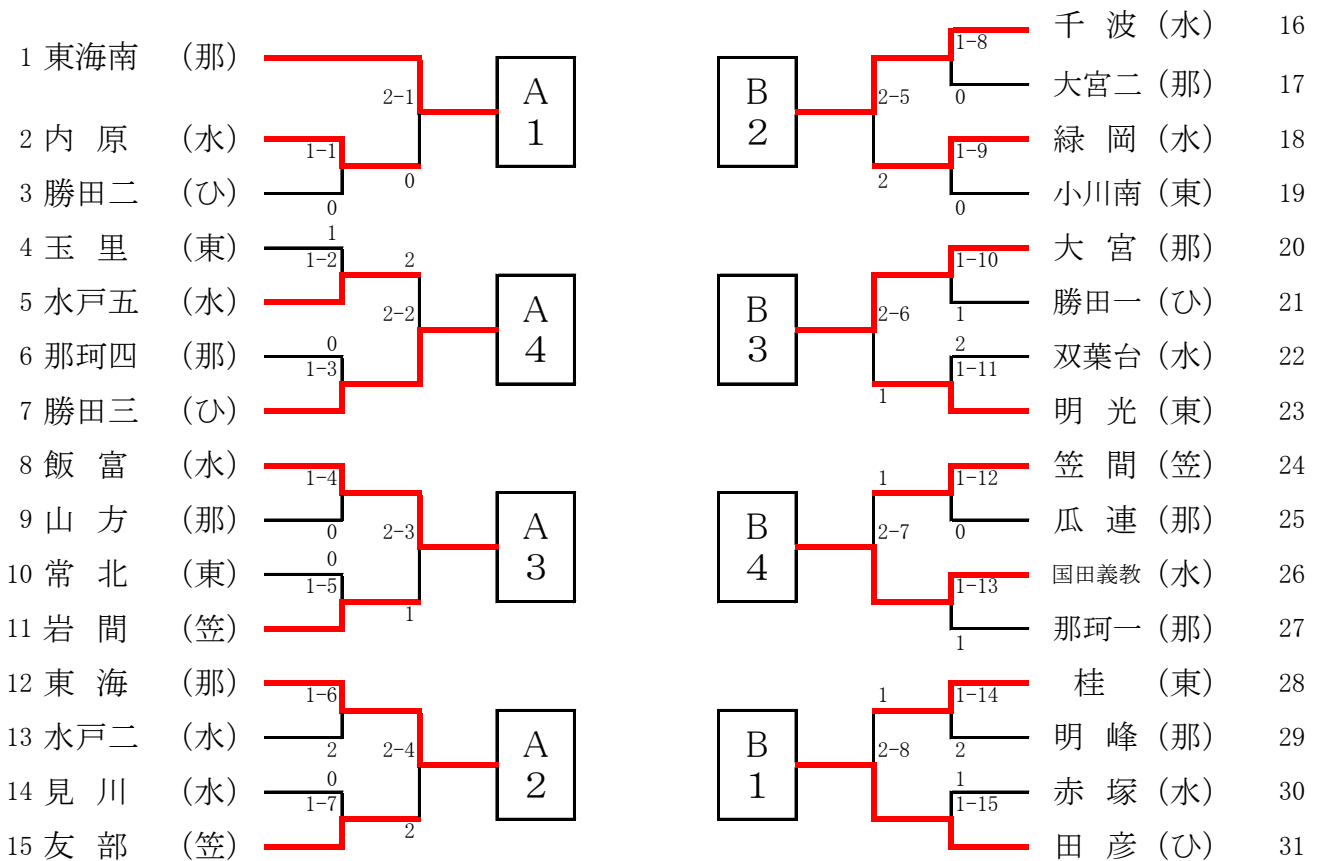 1 東海南 （那）
2-1
A
1
2 内 原 （水）
1-1
0
3 勝田二 （ひ）
0
4 玉 里 （東）
1
1-2
2
5 水戸五 （水）
2-2
A
4
6 那珂四 （那）
0
1-3
7 勝田三 （ひ）
8 飯 富 （水）
1-4
9 山 方 （那）
0
2-3
A
3
10 常 北 （東）
0
1-5
1
11 岩 間 （笠）
12 東 海 （那）
1-6
13 水戸二 （水）
2
2-4
A
2
14 見 川 （水）
0
1-7
2
15 友 部 （笠）
千 波 （水） 16
1-8
大宮二 （那） 17
0
2-5
B
2
緑 岡 （水） 18
1-9
2
小川南 （東） 19
0
大 宮 （那） 20
1-10
勝田一 （ひ） 21
1
2-6
B
3
双葉台 （水） 22
2
1-11
1
明 光 （東） 23
笠 間 （笠） 24
1-12
1
瓜 連 （那） 25
0
2-7
B
4
国田義教 （水） 26
1-13
那珂一 （那） 27
1
桂 （東） 28
1-14
1
明 峰 （那） 29
2
2-8
B
1
赤 塚 （水） 30
1
1-15
田 彦 （ひ） 31